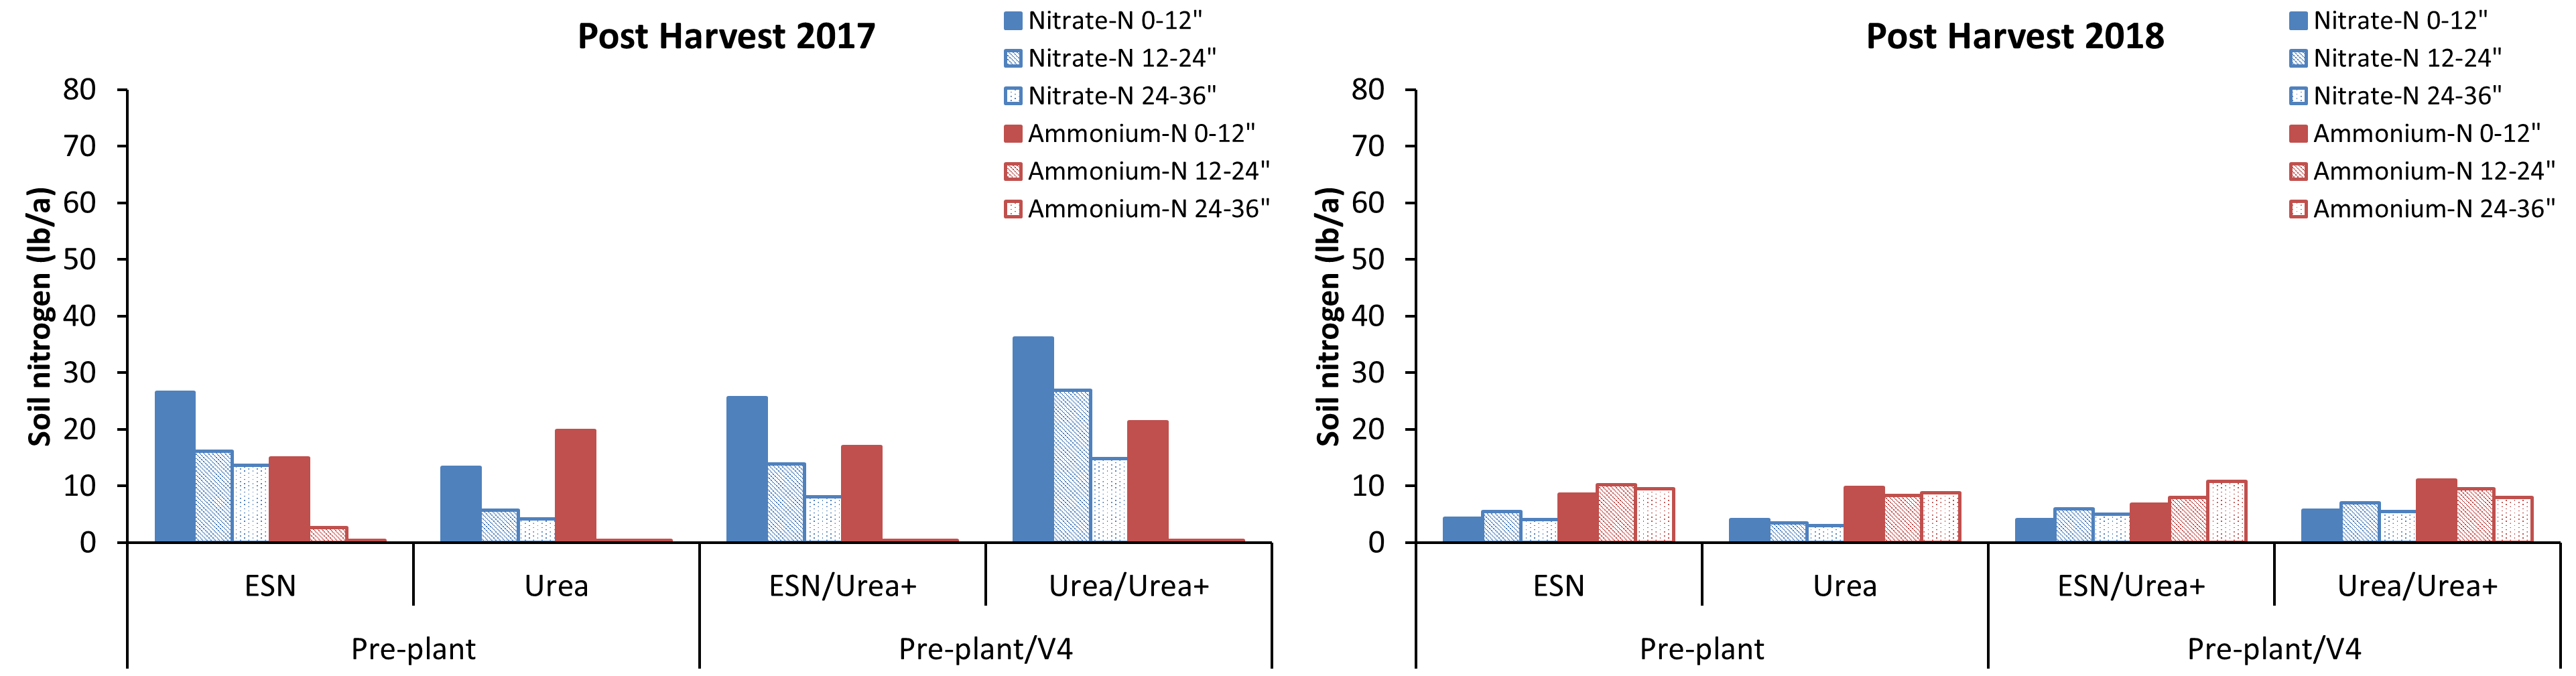 Post Harvest 2017
Nitrate-N 0-12"
Nitrate-N 12-24"
Nitrate-N 24-36"
Ammonium-N 0-12"
Ammonium-N 12-24"
Ammonium-N 24-36"
Soil nitrogen (lb/a)
80
70
60
50
40
30
20
10
0
ESN
Urea
ESN/Urea+
Urea/Urea+
Pre-plant
Pre-plant/V4
Post Harvest 2018
Nitrate-N 0-12"
Nitrate-N 12-24"
Nitrate-N 24-36"
Ammonium-N 0-12"
Ammonium-N 12-24"
Ammonium-N 24-36"
Soil nitrogen (lb/a)
80
70
60
50
40
30
20
10
0
ESN
Urea
ESN/Urea+
Urea/Urea+
Pre-plant
Pre-plant/V4